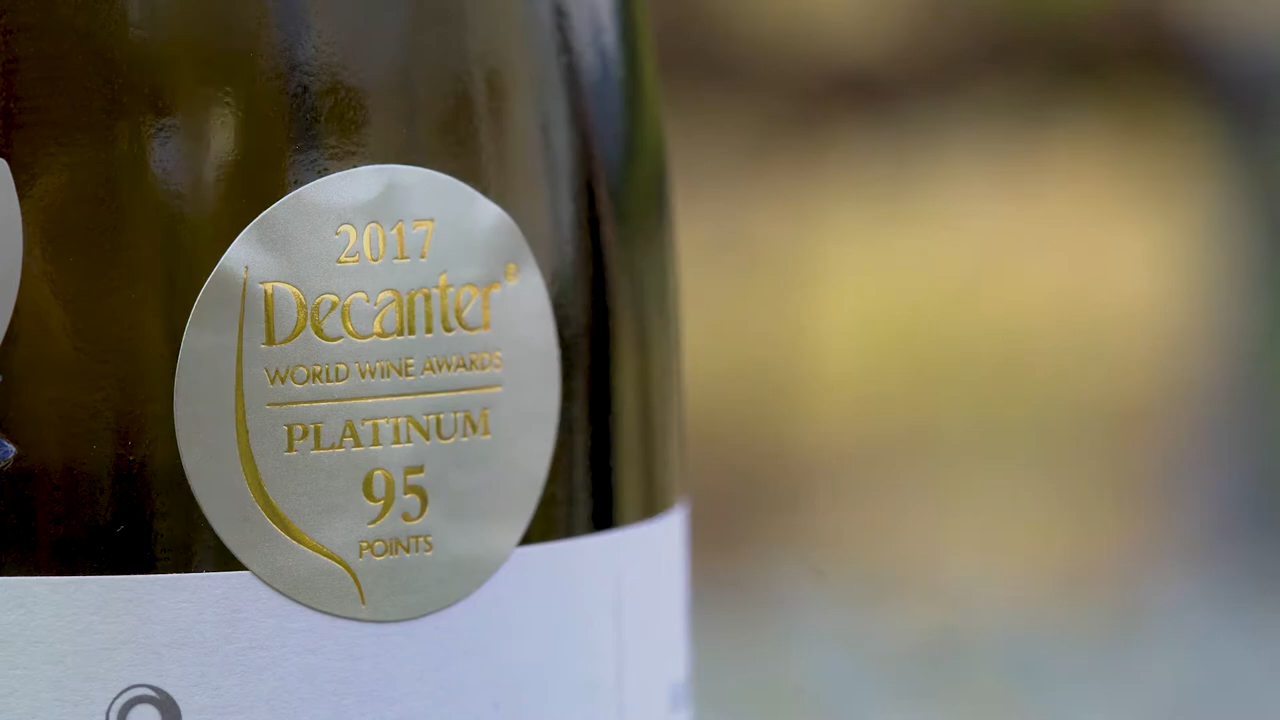 2017
Decanter®
WORLD WINE AWARDS
PLATINUM
95
POINTS